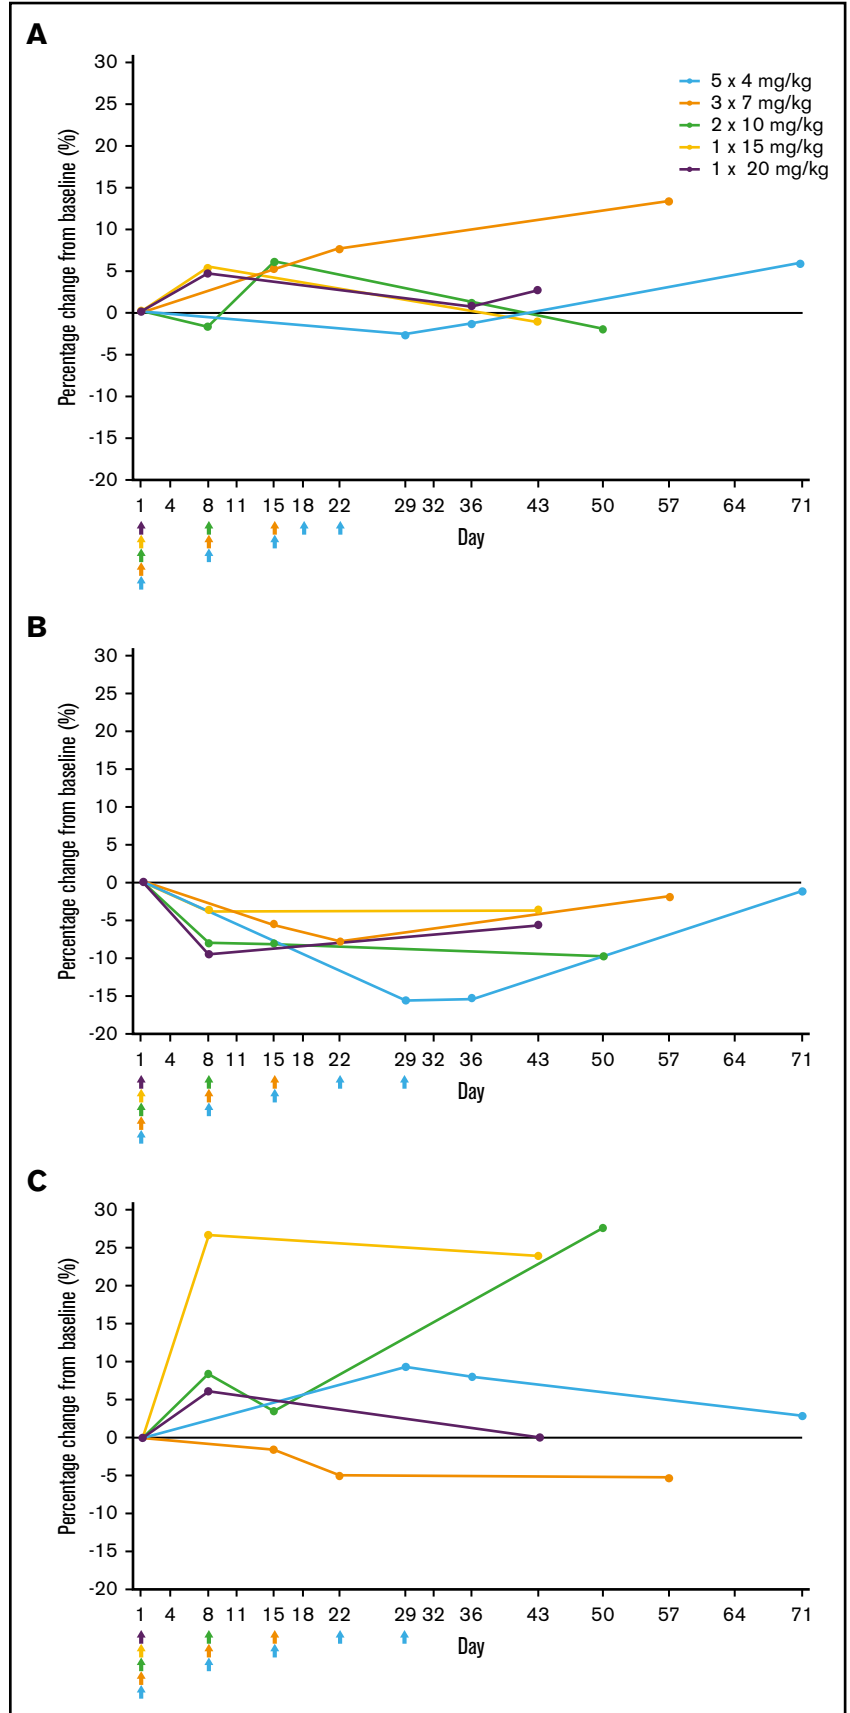 A
30
25
20
15
10
5
0
-5
-10
-15
-20
Percentage change from baseline (%)
5 x 4 mg/kg
3 x 7 mg/kg
2 x 10 mg/kg
1 x 15 mg/kg
1 x 20 mg/kg
1 4 8 11 15 18 22 29 32 36 43 50 57 64 71
Day
B
30
25
20
15
10
5
0
-5
-10
-15
-20
Percentage change from baseline (%)
1 4 8 11 15 18 22 29 32 36 43 50 57 64 71
Day
C
30
25
20
15
10
5
0
-5
-10
-15
-20
Percentage change from baseline (%)
1 4 8 11 15 18 22 29 32 36 43 50 57 64 71
Day